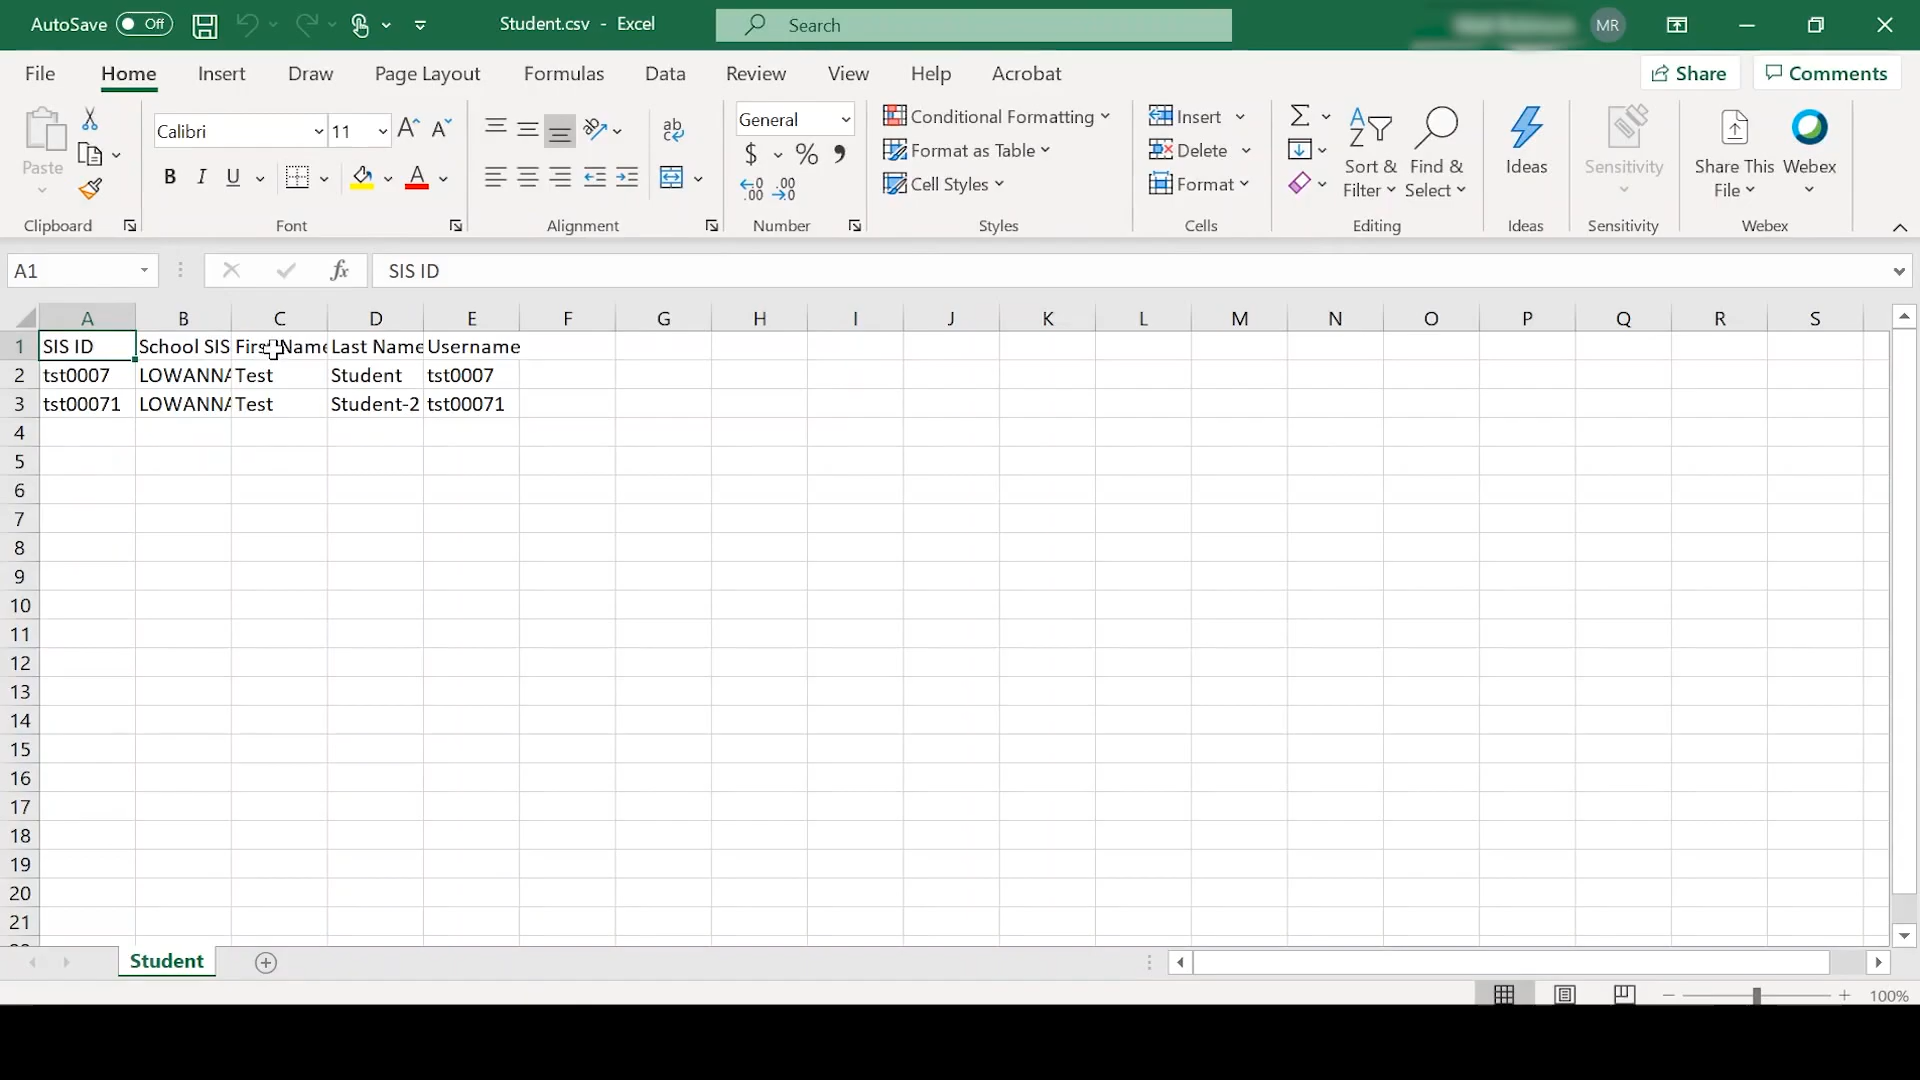 AutoSave Off Student.csv - Excel Search MR
File Home Insert Draw Page Layout Formulas Data Review View Help Acrobat Share Comments
Paste Calibri 11 ab General Conditional Formatting Insert Sort & Find & Ideas Sensitivity Share This Webex
B I U $ % Format as Table Delete Filter Select File
Cell Styles Format
Clipboard Font Alignment Number Styles Cells Editing Ideas Sensitivity Webex
A1 fx SIS ID
A B C D E F G H I J K L M N O P Q R S
1 SIS ID School SIS First Name Last Name Username
2 tst0007 LOWANNA Test Student tst0007
3 tst00071 LOWANNA Test Student-2 tst00071
4
5
6
7
8
9
10
11
12
13
14
15
16
17
18
19
20
21
Student
100%